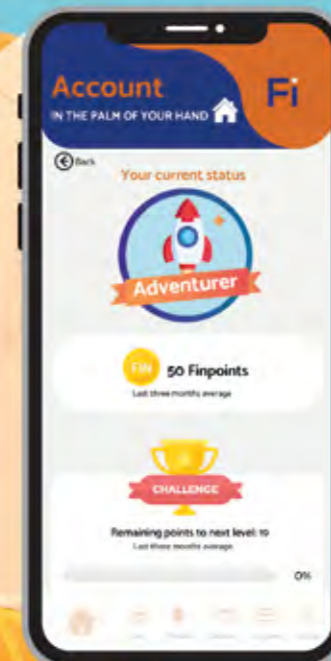 Account
Fi
IN THE PALM OF YOUR HAND
Back
Your current status
Adventurer
FIN
50 Finpoints
Last three months average
CHALLENGE
Remaining points to next level: 19
Last three months average
0%